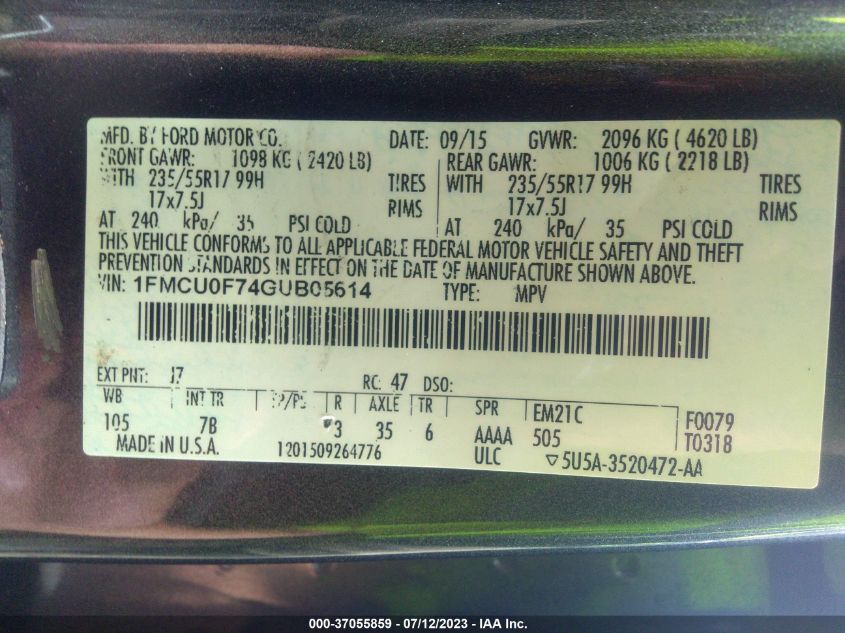 MFD. BY FORD MOTOR CO. DATE: 09/15 GVWR: 2096 KG ( 4620 LB)
FRONT GAWR: 1098 KG ( 2420 LB) REAR GAWR: 1006 KG ( 2218 LB)
WITH 235/55R17 99H TIRES WITH 235/55R17 99H TIRES
17x7.5J RIMS 17x7.5J RIMS
AT 240 kPa/ 35 PSI COLD AT 240 kPa/ 35 PSI COLD
THIS VEHICLE CONFORMS TO ALL APPLICABLE FEDERAL MOTOR VEHICLE SAFETY AND THEFT
PREVENTION STANDARDS IN EFFECT ON THE DATE OF MANUFACTURE SHOWN ABOVE.
VIN: 1FMCU0F74GUB05614 TYPE: MPV
EXT PNT: J7 RC: 47 DSO:
WB INT TR TP/PS R AXLE TR SPR EM21C F0079
105 7B 3 35 6 AAAA 505 T0318
MADE IN U.S.A. 1201509264776 ULC ▽5U5A-3520472-AA
000-37055859 / 07/12/2023 - IAA Inc.